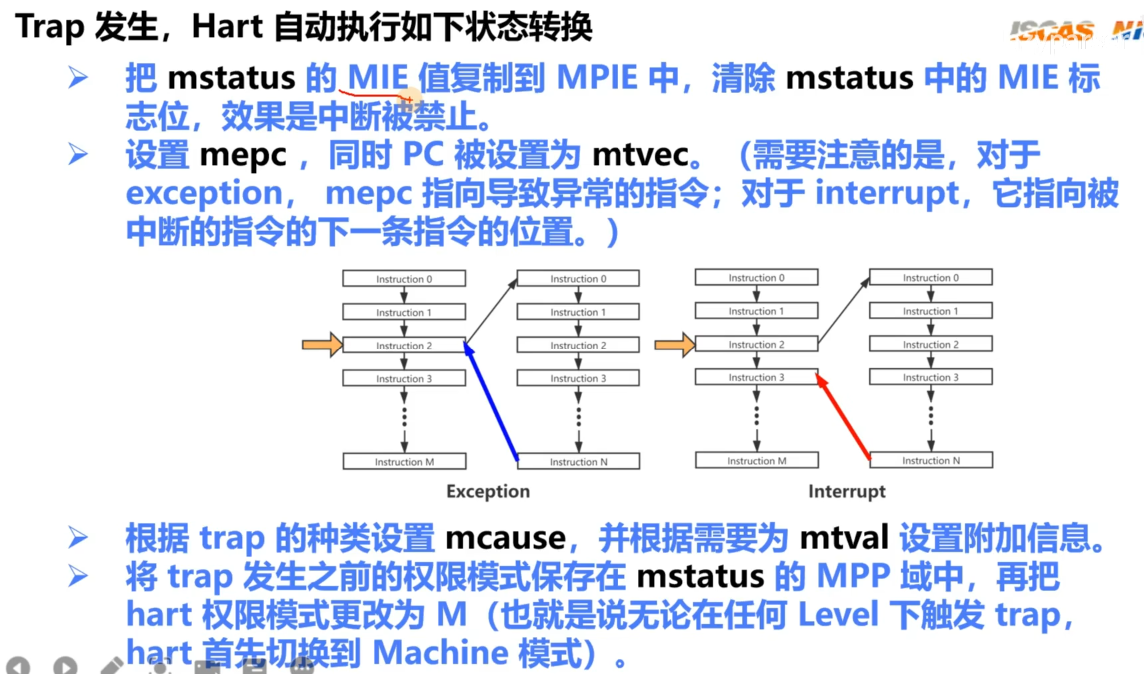 Trap 发生，Hart 自动执行如下状态转换
ISCAS
把 mstatus 的 MIE 值复制到 MPIE 中，清除 mstatus 中的 MIE 标
志位，效果是中断被禁止。
设置 mepc ，同时 PC 被设置为 mtvec。（需要注意的是，对于
exception， mepc 指向导致异常的指令；对于 interrupt，它指向被
中断的指令的下一条指令的位置。）
Instruction 0
Instruction 1
Instruction 2
Instruction 3
Instruction M
Instruction 0
Instruction 1
Instruction 2
Instruction 3
Instruction N
Exception
Instruction 0
Instruction 1
Instruction 2
Instruction 3
Instruction M
Instruction 0
Instruction 1
Instruction 2
Instruction 3
Instruction N
Interrupt
根据 trap 的种类设置 mcause，并根据需要为 mtval 设置附加信息。
将 trap 发生之前的权限模式保存在 mstatus 的 MPP 域中，再把
hart 权限模式更改为 M（也就是说无论在任何 Level 下触发 trap，
hart 首先切换到 Machine 模式）。